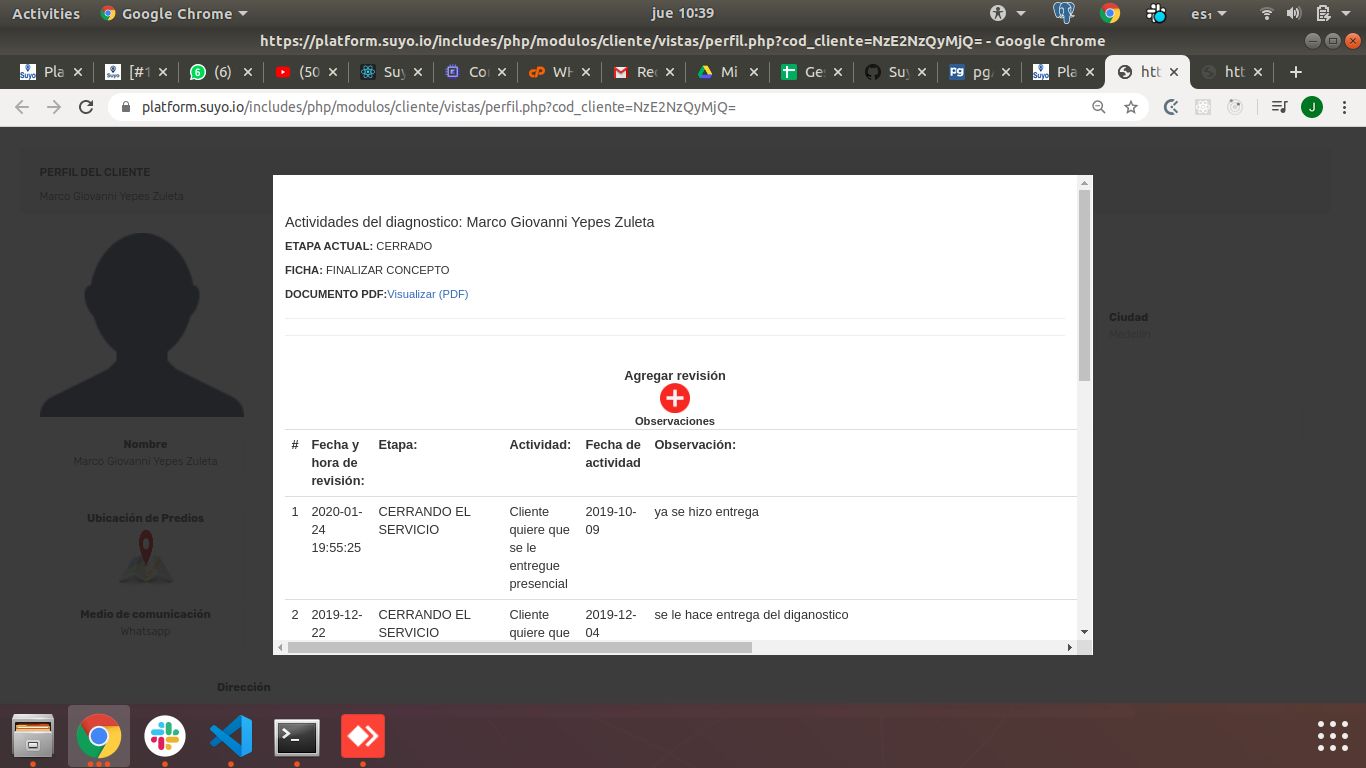 Activities Google Chrome jue 10:39 es₁
https://platform.suyo.io/includes/php/modulos/cliente/vistas/perfil.php?cod_cliente=NzE2NzQyMjQ= - Google Chrome
Pla [#1 (6) (50 Suy Cor WH Rec Mi Ges Suy pgA Pla htt htt
platform.suyo.io/includes/php/modulos/cliente/vistas/perfil.php?cod_cliente=NzE2NzQyMjQ= J
PERFIL DEL CLIENTE
Marco Giovanni Yepes Zuleta
Actividades del diagnostico: Marco Giovanni Yepes Zuleta
ETAPA ACTUAL: CERRADO
FICHA: FINALIZAR CONCEPTO
DOCUMENTO PDF:Visualizar (PDF)
Ciudad
Medellín
Agregar revisión
Observaciones
# Fecha y hora de revisión: Etapa: Actividad: Fecha de actividad Observación:
1 2020-01-24 19:55:25 CERRANDO EL SERVICIO Cliente quiere que se le entregue presencial 2019-10-09 ya se hizo entrega
2 2019-12-22 CERRANDO EL SERVICIO Cliente quiere que 2019-12-04 se le hace entrega del diganostico
Nombre
Marco Giovanni Yepes Zuleta
Ubicación de Predios
Medio de comunicación
Whatsapp
Dirección